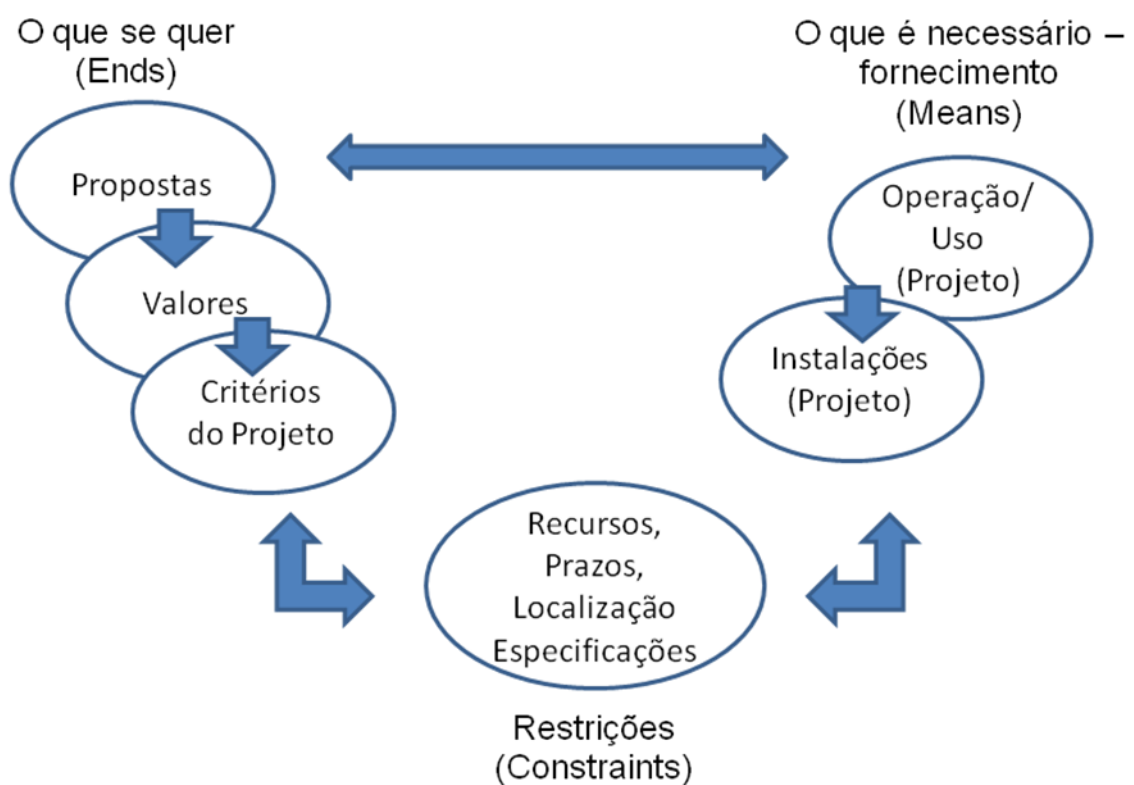 O que se quer
(Ends)
Propostas
Valores
Critérios
do Projeto
O que é necessário –
fornecimento
(Means)
Operação/
Uso
(Projeto)
Instalações
(Projeto)
Recursos,
Prazos,
Localização
Especificações
Restrições
(Constraints)